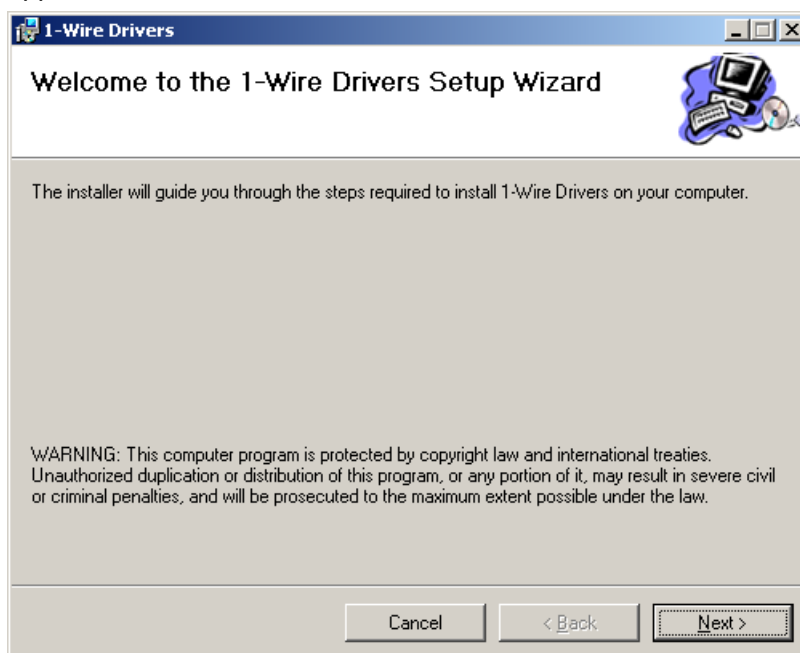 1-Wire Drivers
Welcome to the 1-Wire Drivers Setup Wizard
The installer will guide you through the steps required to install 1-Wire Drivers on your computer.
WARNING: This computer program is protected by copyright law and international treaties.
Unauthorized duplication or distribution of this program, or any portion of it, may result in severe civil
or criminal penalties, and will be prosecuted to the maximum extent possible under the law.
Cancel
< Back
Next >